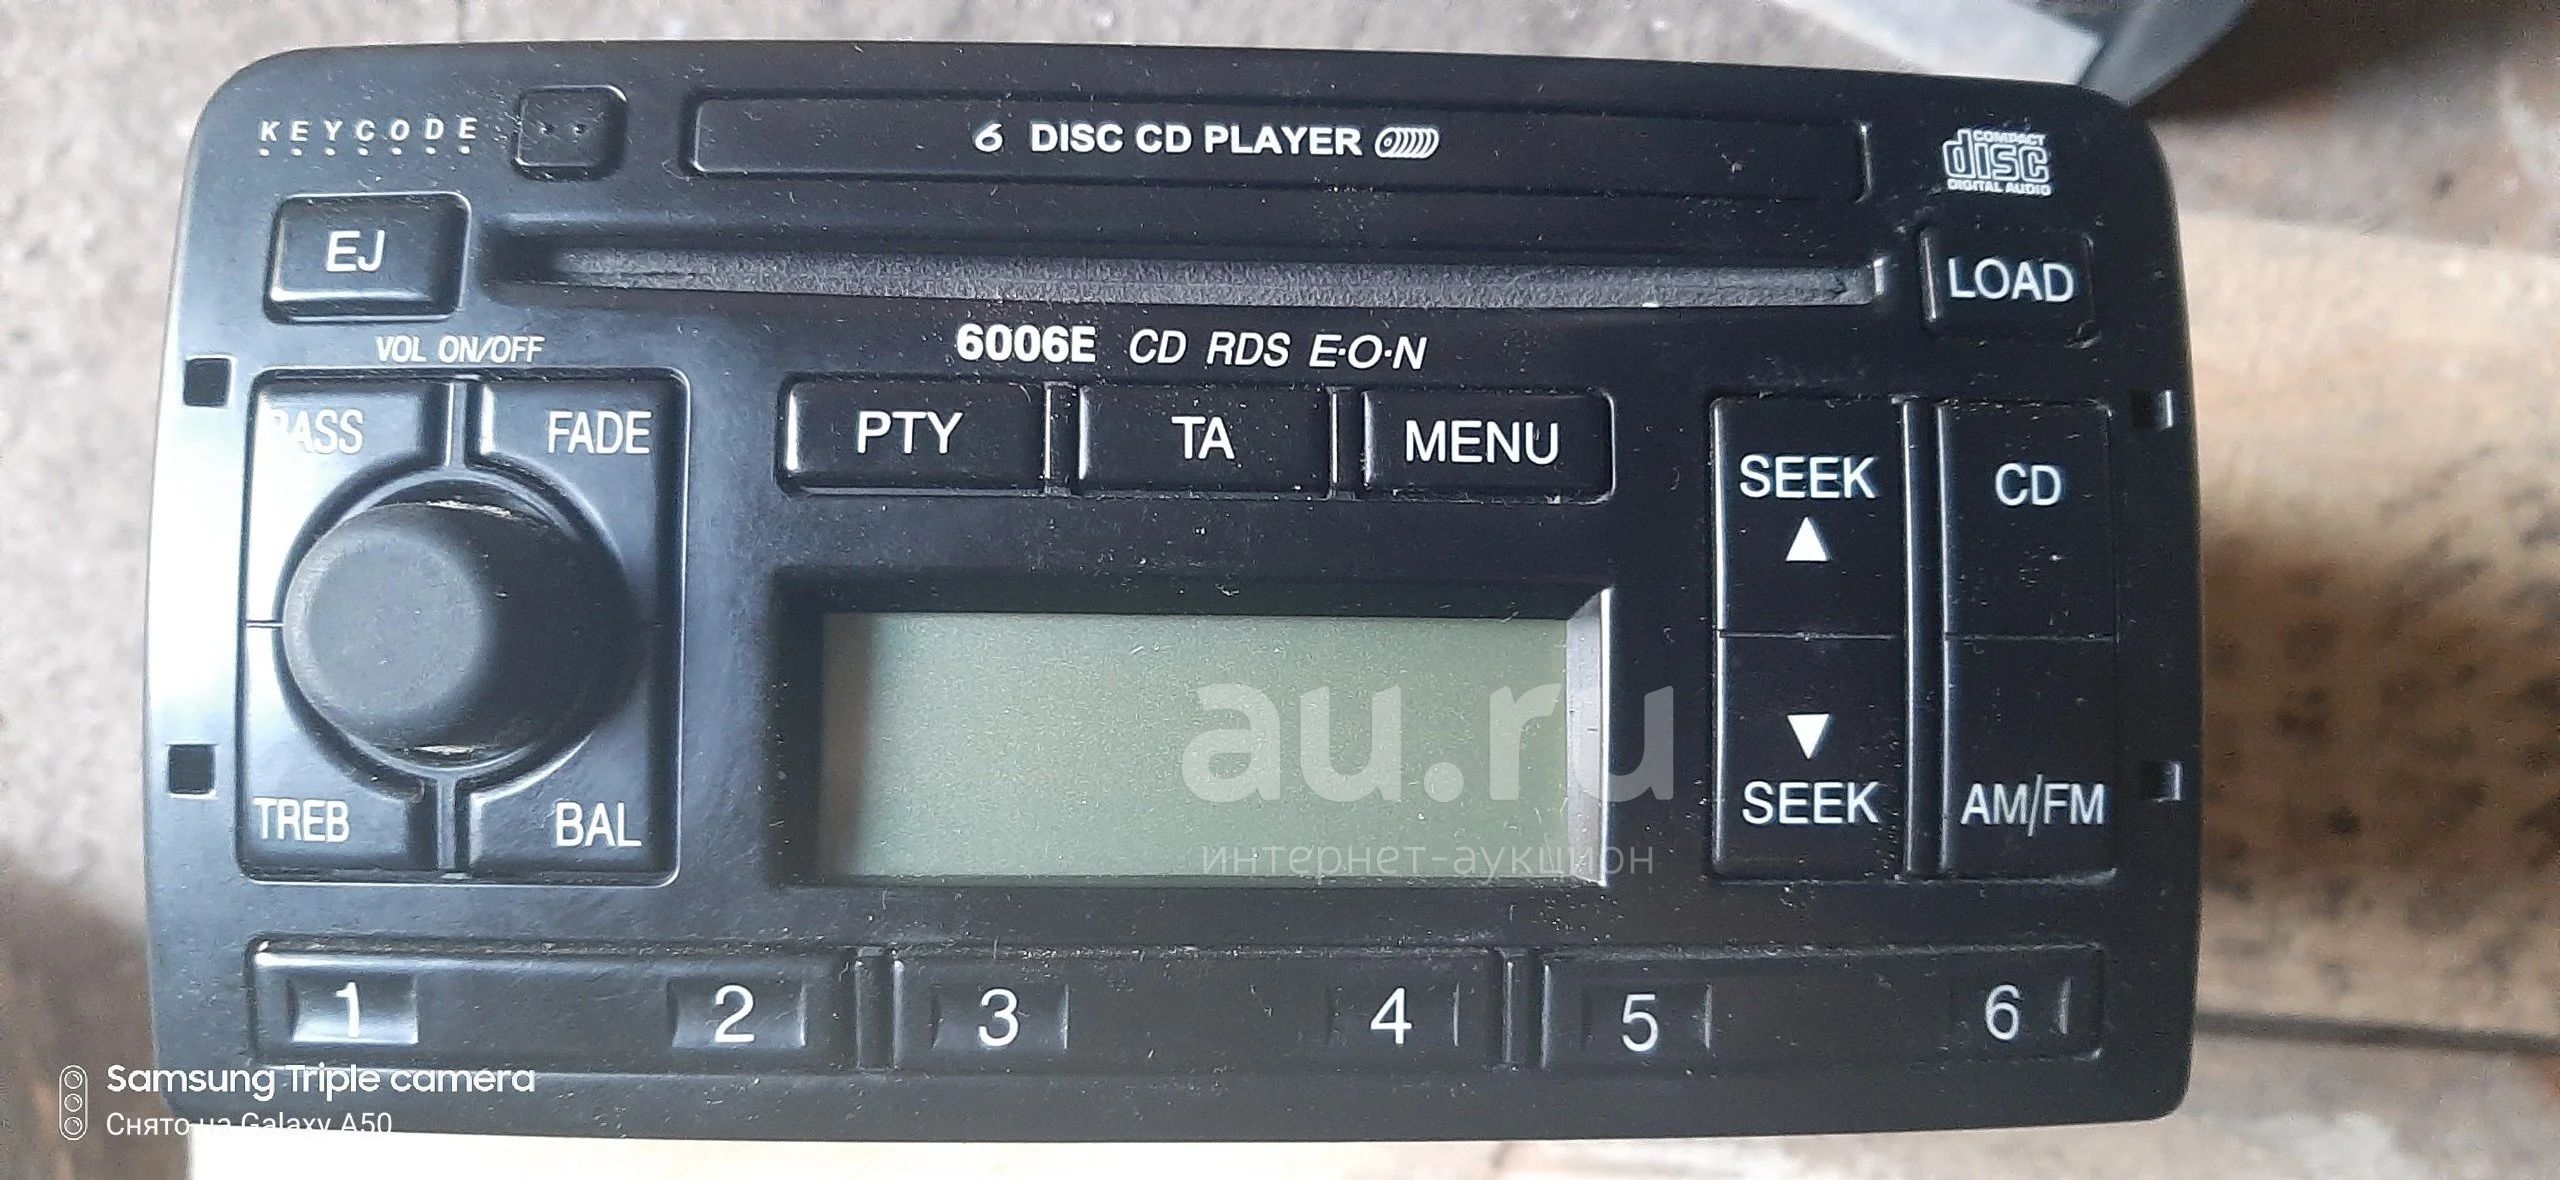 KEYCODE
6 DISC CD PLAYER
COMPACT
disc
DIGITAL AUDIO
EJ
LOAD
VOL ON/OFF
6006E CD RDS E·O·N
BASS
FADE
PTY
TA
MENU
SEEK
▲
CD
TREB
BAL
▼
SEEK
AM/FM
au.ru
интернет-аукцион
1
2
3
4
5
6
Samsung Triple camera
Снято на Galaxy A50